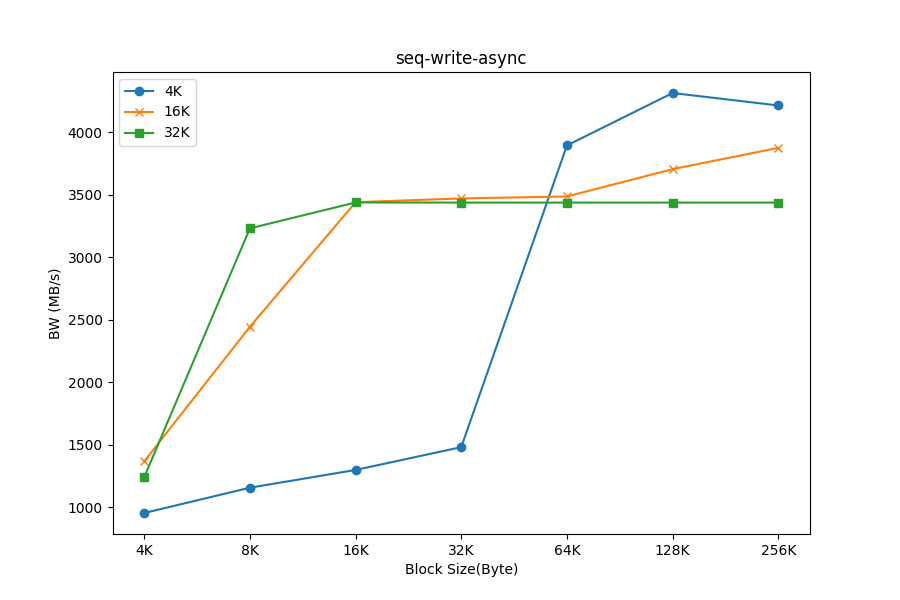 seq-write-async
4K
16K
32K
4000
3500
3000
2500
2000
1500
1000
BW (MB/s)
4K 8K 16K 32K 64K 128K 256K
Block Size(Byte)